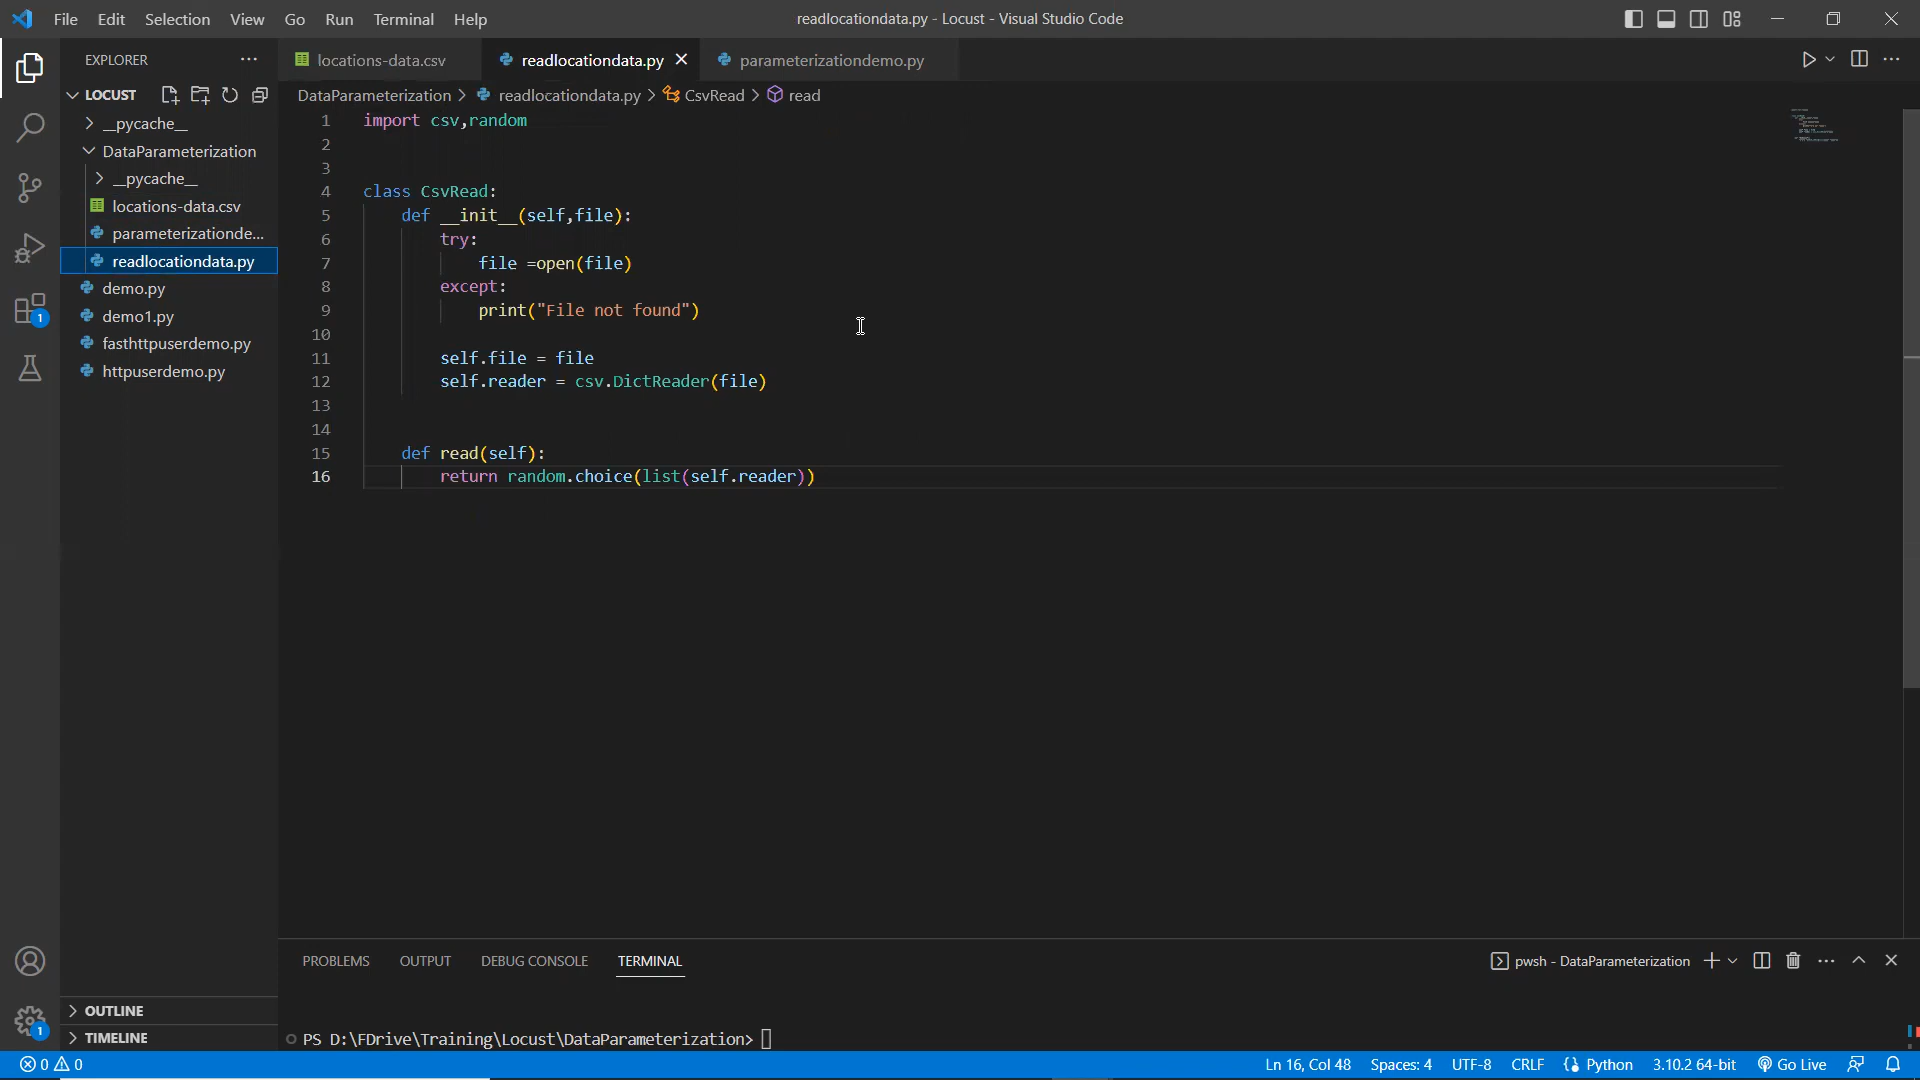 File Edit Selection View Go Run Terminal Help
readlocationdata.py - Locust - Visual Studio Code
EXPLORER
locations-data.csv
readlocationdata.py
parameterizationdemo.py
LOCUST
DataParameterization > readlocationdata.py > CsvRead > read
__pycache__
DataParameterization
__pycache__
locations-data.csv
parameterizationde...
readlocationdata.py
demo.py
demo1.py
fasthttpuserdemo.py
httpuserdemo.py
1 import csv,random
2
3
4 class CsvRead:
5 def __init__(self,file):
6 try:
7 file =open(file)
8 except:
9 print("File not found")
10
11 self.file = file
12 self.reader = csv.DictReader(file)
13
14
15 def read(self):
16 return random.choice(list(self.reader))
1
1
OUTLINE
TIMELINE
PROBLEMS OUTPUT DEBUG CONSOLE TERMINAL
pwsh - DataParameterization
PS D:\FDrive\Training\Locust\DataParameterization>
0 0
Ln 16, Col 48 Spaces: 4 UTF-8 CRLF Python 3.10.2 64-bit Go Live